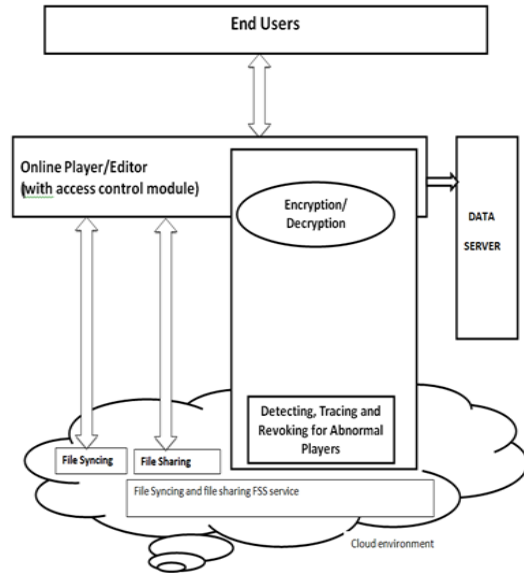 End Users
Online Player/Editor
(with access control module)
Encryption/
Decryption
DATA
SERVER
Detecting, Tracing and
Revoking for Abnormal
Players
File Syncing
File Sharing
File Syncing and file sharing FSS service
Cloud environment